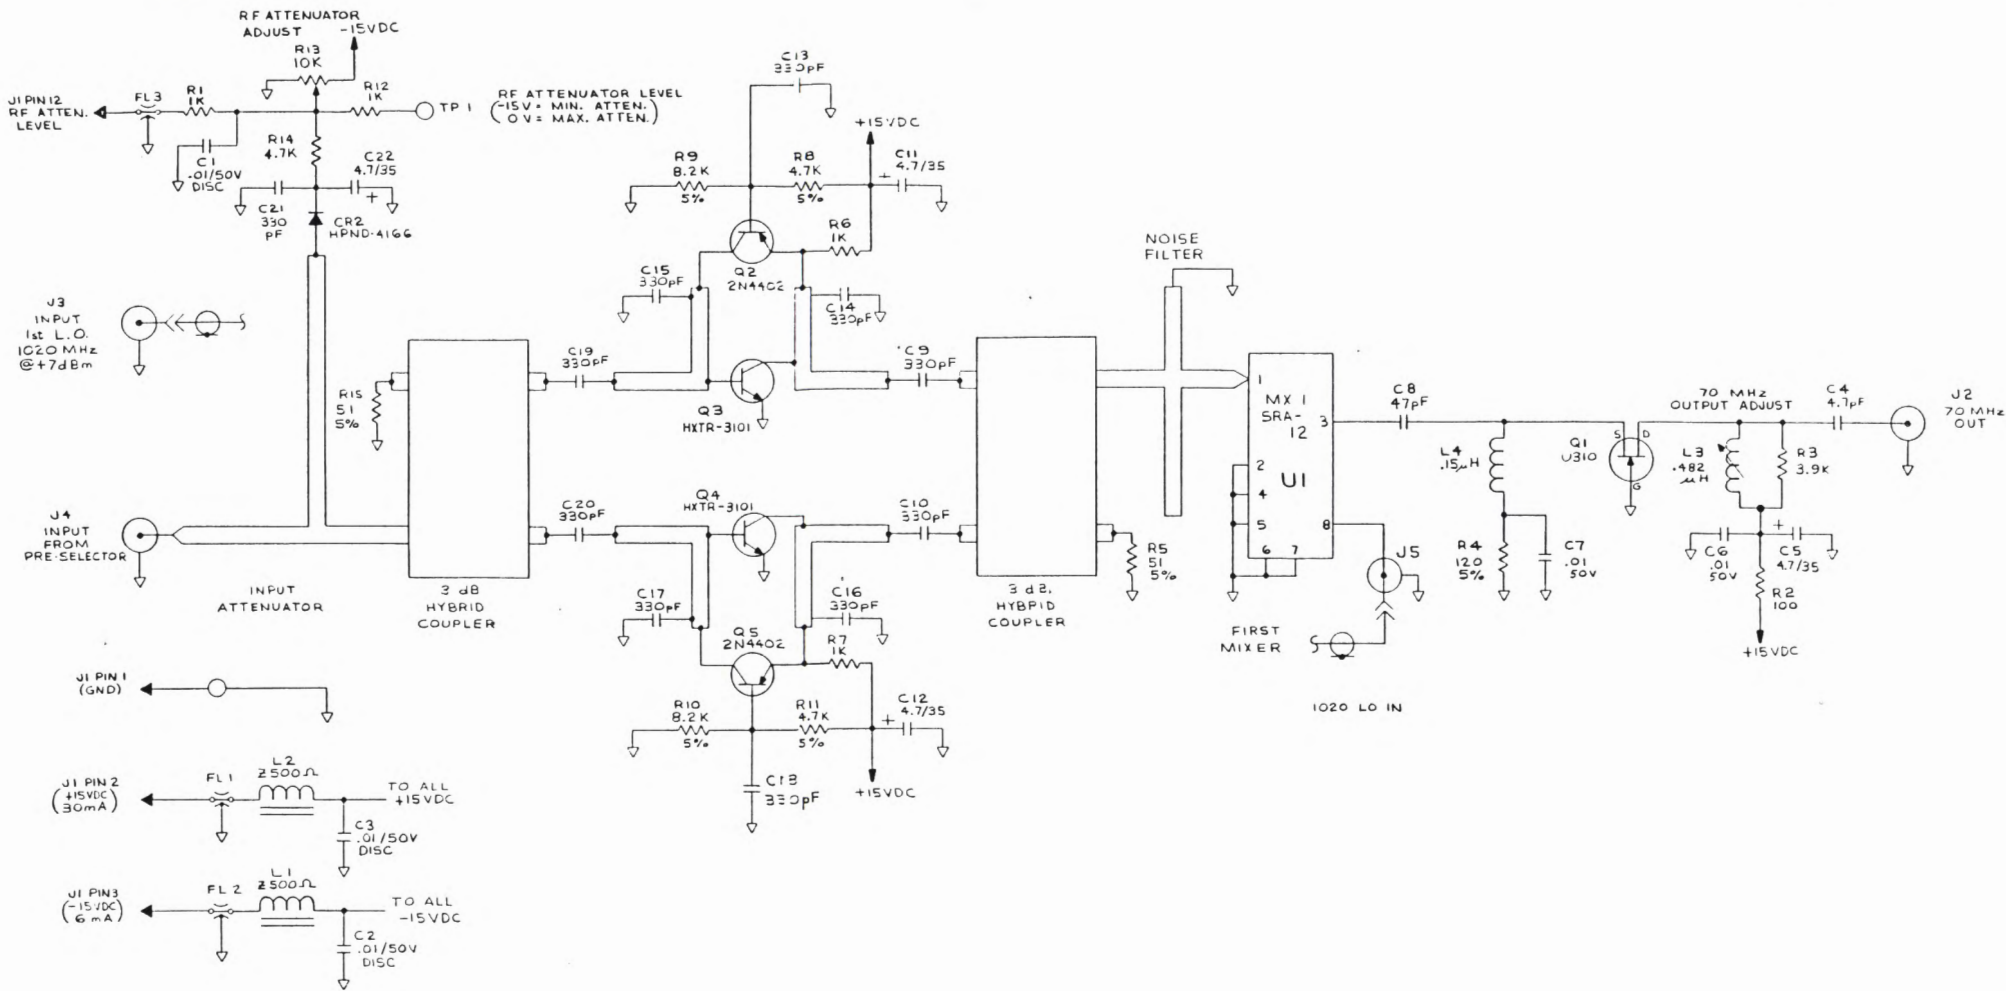 RF ATTENUATOR
ADJUST
-15VDC
R13
10K
J1 PIN12
RF ATTEN.
LEVEL
FL3
R1
1K
R12
1K
TP 1
RF ATTENUATOR LEVEL
(-15V = MIN. ATTEN.
0V = MAX. ATTEN.)
C1
.01/50V
DISC
R14
4.7K
C22
4.7/35
+
C21
330
PF
CR2
HPND-4166
J3
INPUT
1st L.O.
1020 MHz
@+7dBm
R15
51
5%
J4
INPUT
FROM
PRE-SELECTOR
INPUT
ATTENUATOR
3 dB
HYBRID
COUPLER
C19
330pF
C20
330pF
C13
330pF
+15VDC
R9
8.2K
5%
R8
4.7K
5%
C11
4.7/35
+
R6
1K
Q2
2N4402
C15
330pF
C14
330pF
Q3
HXTR-3101
C9
330pF
Q4
HXTR-3101
C10
330pF
C17
330pF
C16
330pF
Q5
2N4402
R7
1K
R10
8.2K
5%
R11
4.7K
5%
C12
4.7/35
+
C18
330pF
+15VDC
3 dB
HYBRID
COUPLER
R5
51
5%
NOISE
FILTER
1
MX 1
SRA-
12
3
2
U1
4
5
8
6
7
FIRST
MIXER
J5
1020 LO IN
C8
47pF
L4
.15µH
R4
120
5%
C7
.01
50V
Q1
U310
S
D
G
70 MHz
OUTPUT ADJUST
L3
.482
µH
R3
3.9K
C4
4.7pF
J2
70 MHz
OUT
C6
.01
50V
+
C5
4.7/35
R2
100
+15VDC
J1 PIN 1
(GND)
J1 PIN 2
(+15VDC
30mA)
FL1
L2
Z500Ω
TO ALL
+15VDC
C3
.01/50V
DISC
J1 PIN3
(-15VDC
6mA)
FL2
L1
Z500Ω
TO ALL
-15VDC
C2
.01/50V
DISC